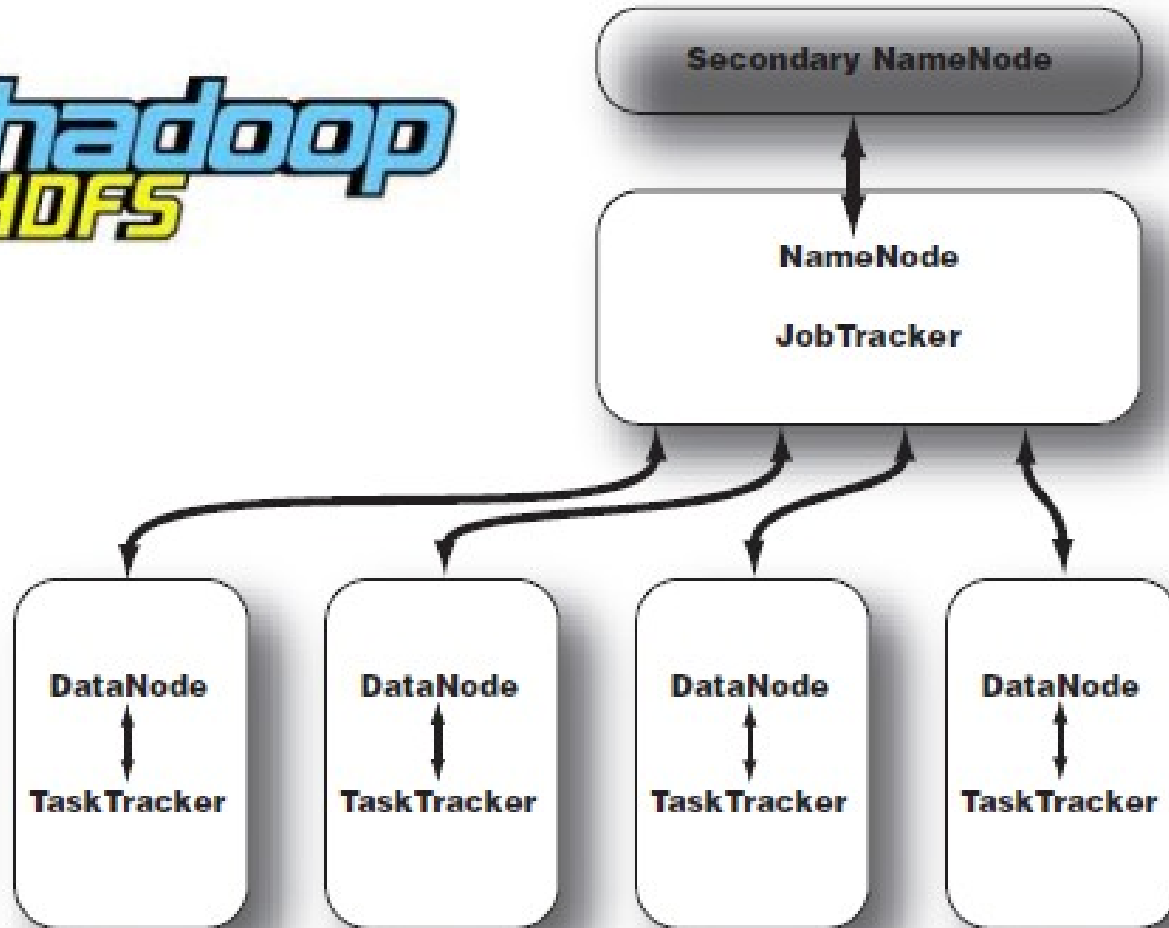 hadoop
HDFS
Secondary NameNode
NameNode
JobTracker
DataNode
TaskTracker
DataNode
TaskTracker
DataNode
TaskTracker
DataNode
TaskTracker